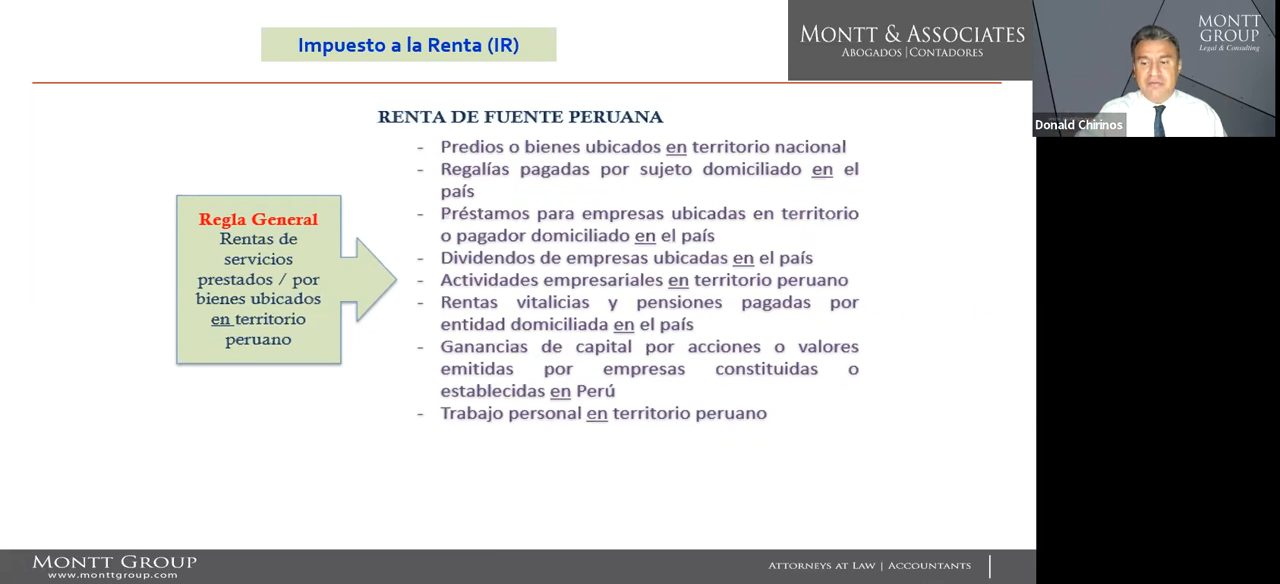 Impuesto a la Renta (IR)
MONTT & ASSOCIATES
ABOGADOS | CONTADORES
MONTT
GROUP
Legal & Consulting
Donald Chirinos
RENTA DE FUENTE PERUANA
- Predios o bienes ubicados en territorio nacional
- Regalías pagadas por sujeto domiciliado en el
país
- Préstamos para empresas ubicadas en territorio
o pagador domiciliado en el país
- Dividendos de empresas ubicadas en el país
- Actividades empresariales en territorio peruano
- Rentas vitalicias y pensiones pagadas por
entidad domiciliada en el país
- Ganancias de capital por acciones o valores
emitidas por empresas constituidas o
establecidas en Perú
- Trabajo personal en territorio peruano
Regla General
Rentas de
servicios
prestados / por
bienes ubicados
en territorio
peruano
MONTT GROUP
www.monttgroup.com
ATTORNEYS AT LAW | ACCOUNTANTS